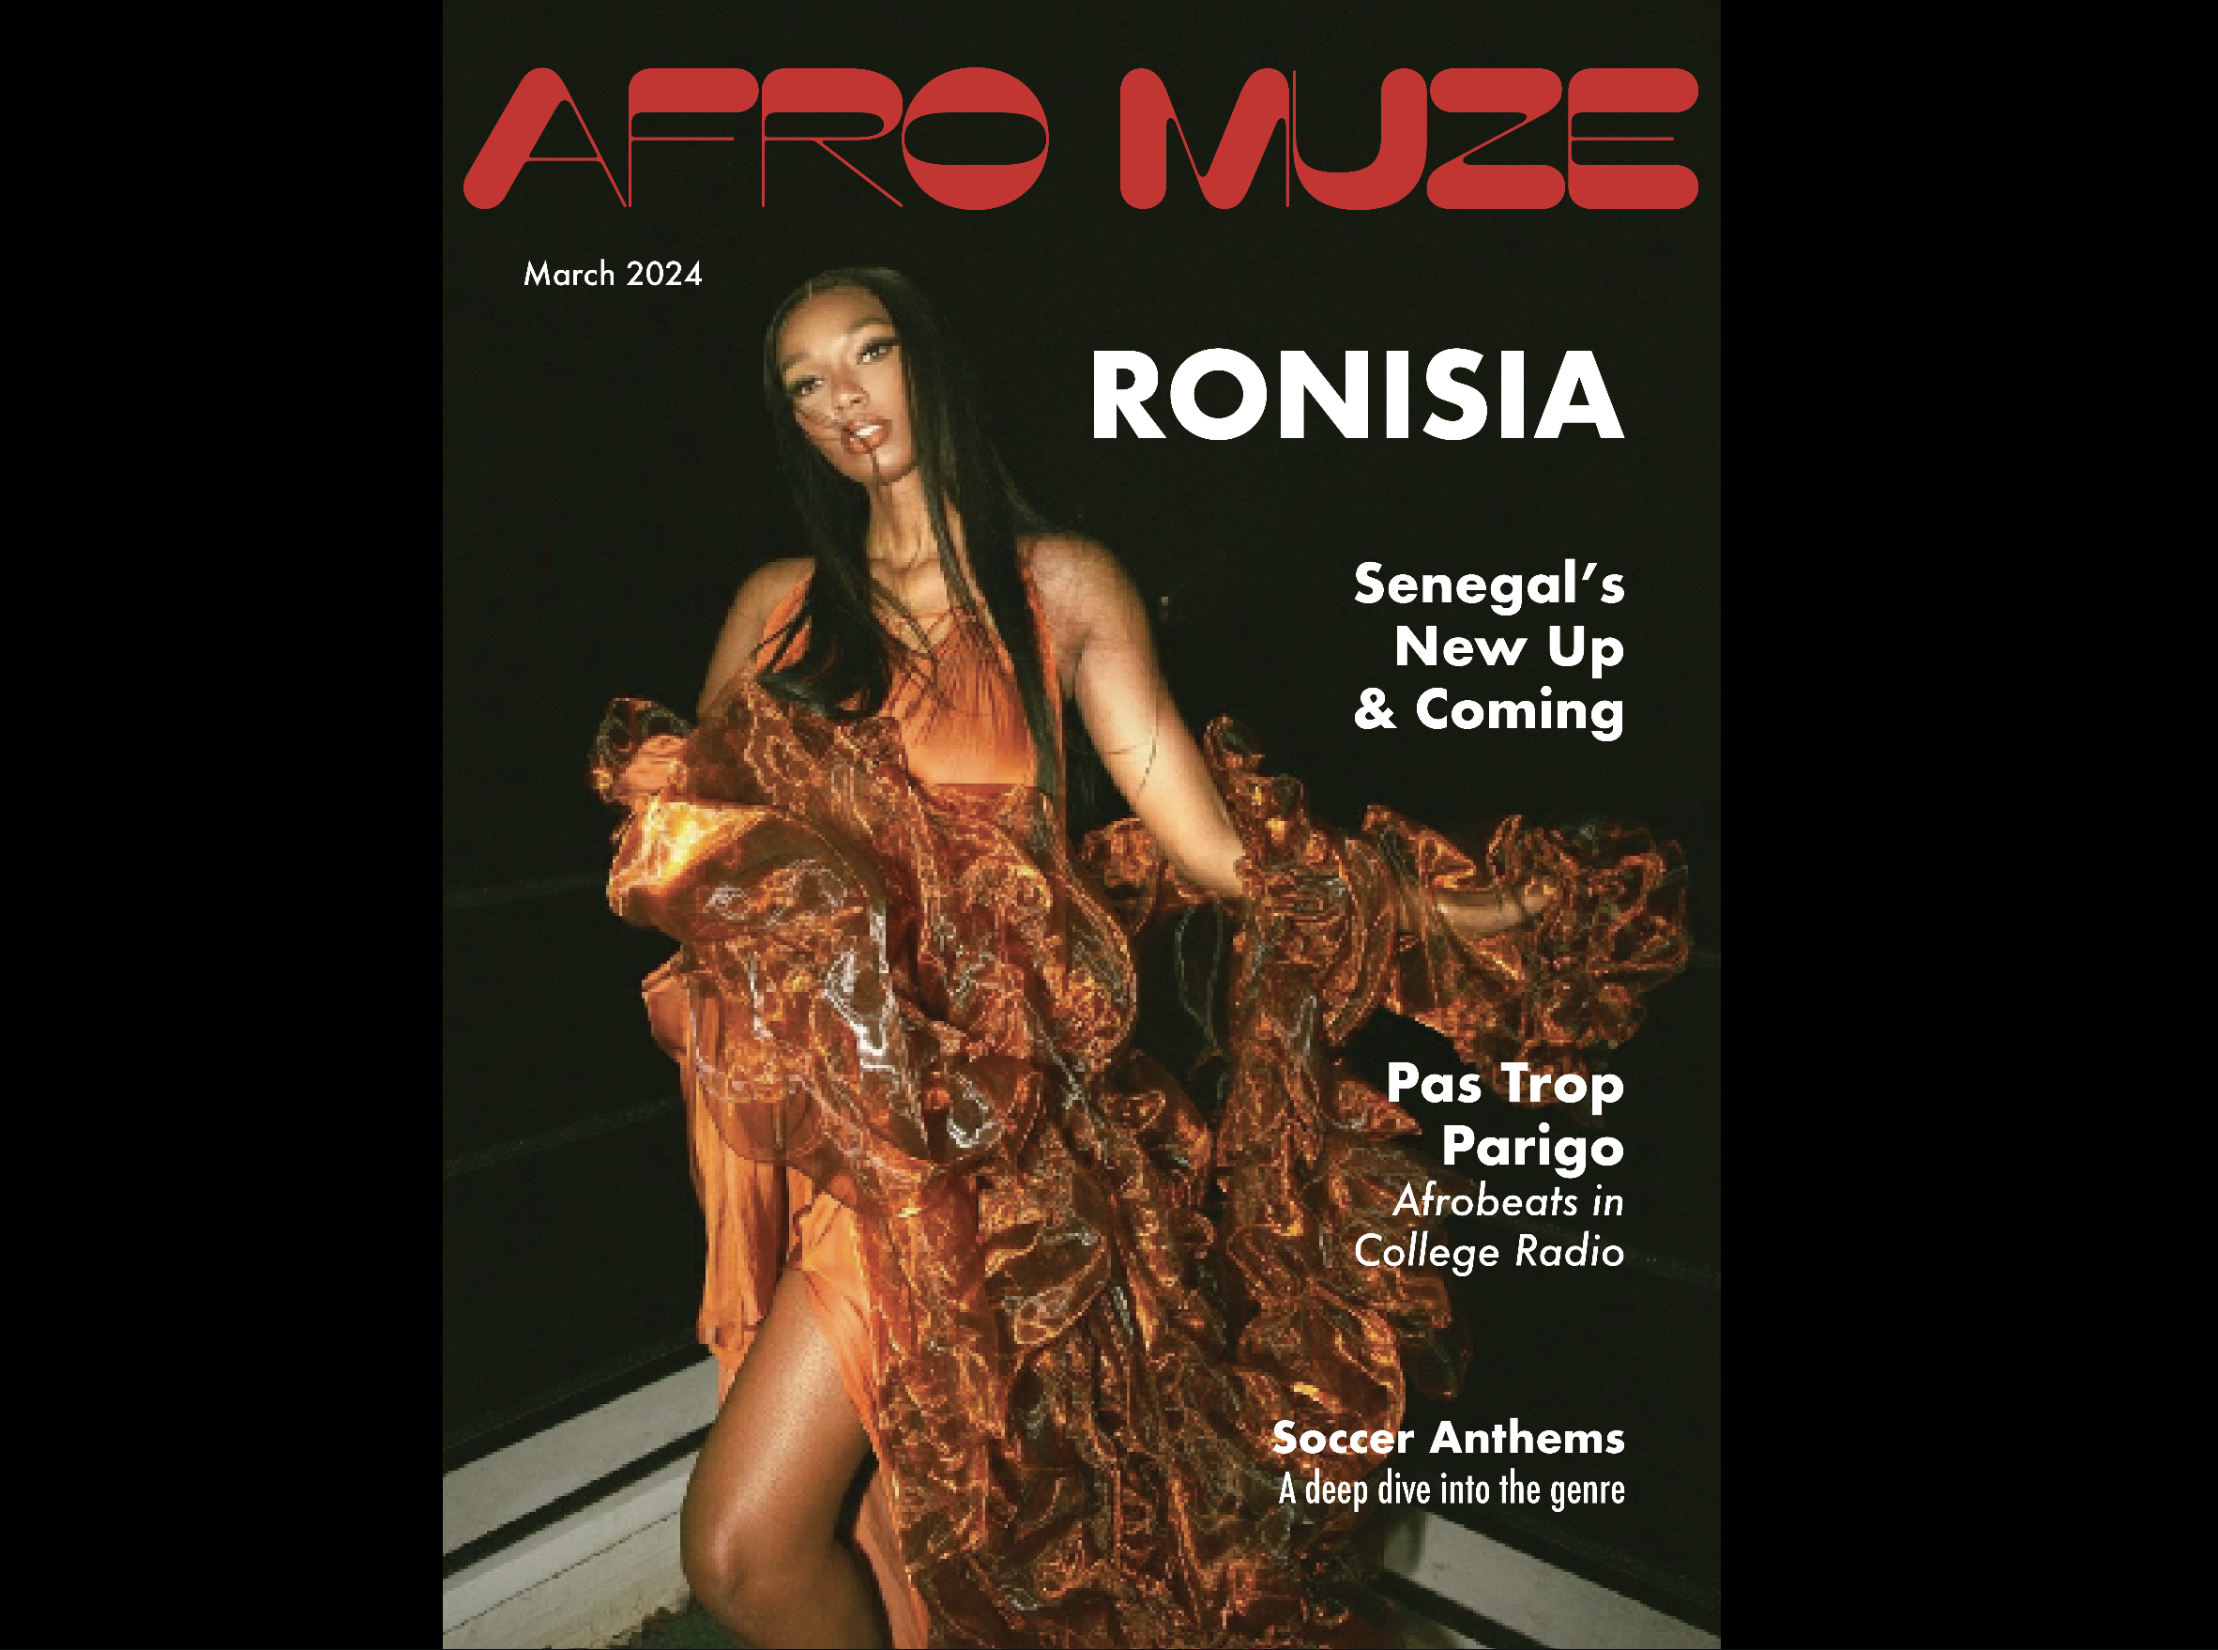 AFRO MUZE
March 2024
RONISIA
Senegal’s
New Up
& Coming
Pas Trop
Parigo
Afrobeats in
College Radio
Soccer Anthems
A deep dive into the genre